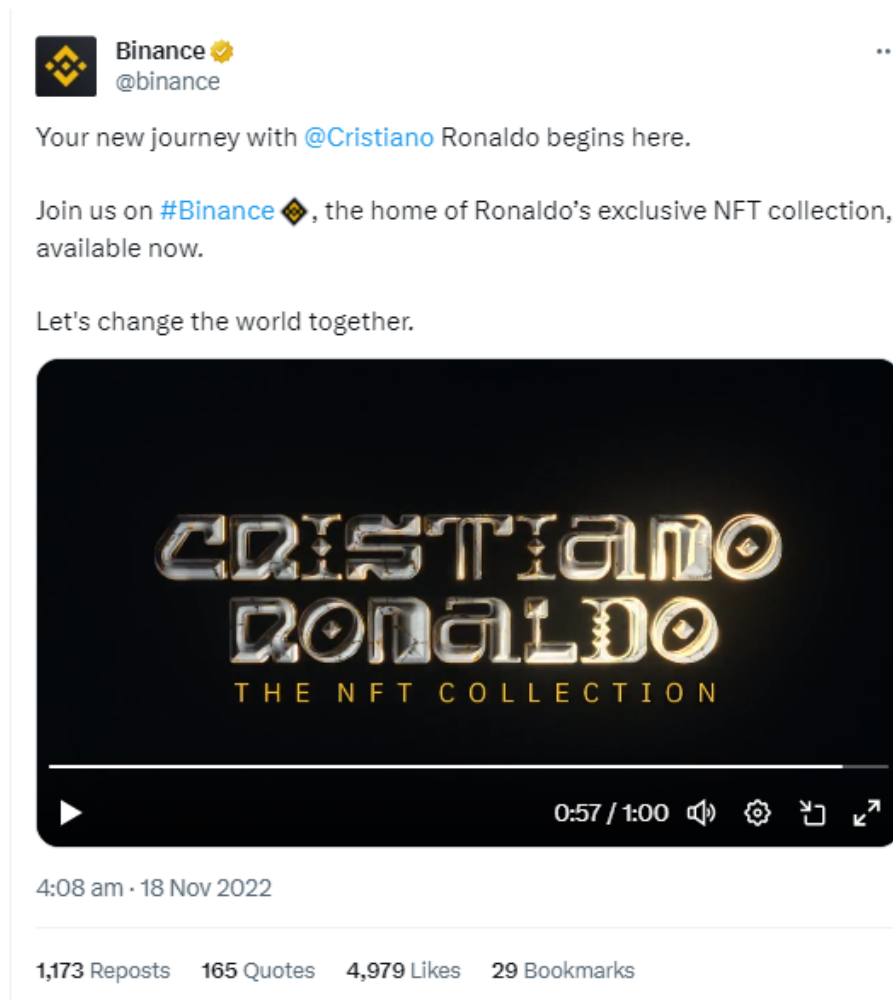 Binance
@binance
Your new journey with @Cristiano Ronaldo begins here.
Join us on #Binance , the home of Ronaldo’s exclusive NFT collection,
available now.
Let's change the world together.
CRISTIANO
RONALDO
THE NFT COLLECTION
0:57 / 1:00
4:08 am · 18 Nov 2022
1,173 Reposts 165 Quotes 4,979 Likes 29 Bookmarks